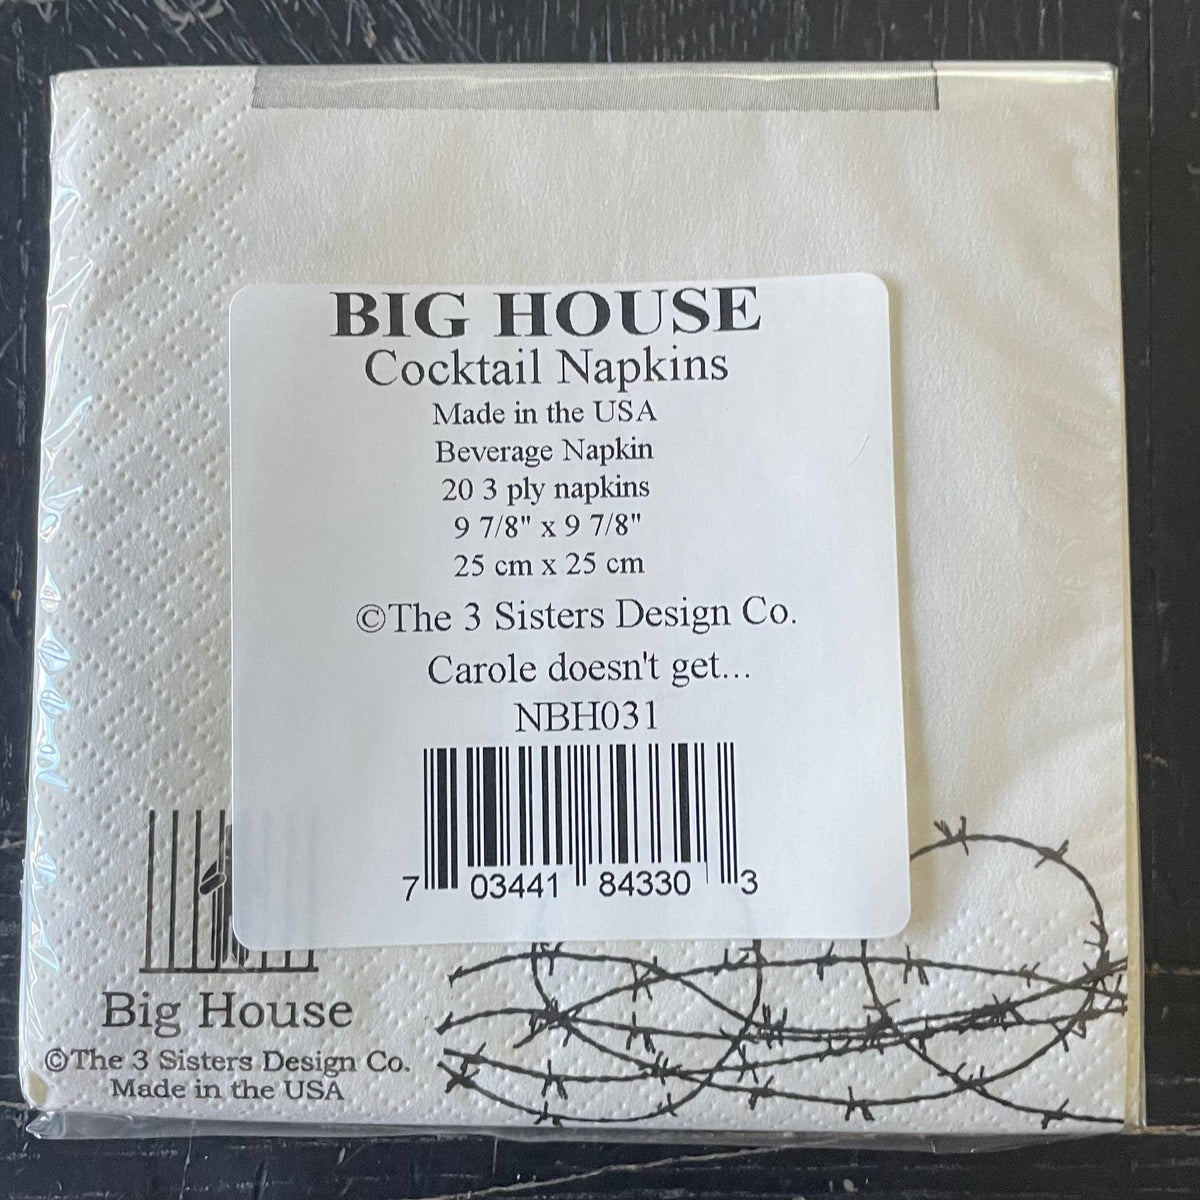 BIG HOUSE
Cocktail Napkins
Made in the USA
Beverage Napkin
20 3 ply napkins
9 7/8" x 9 7/8"
25 cm x 25 cm
©The 3 Sisters Design Co.
Carole doesn't get...
NBH031
7 03441 84330 3
Big House
©The 3 Sisters Design Co.
Made in the USA